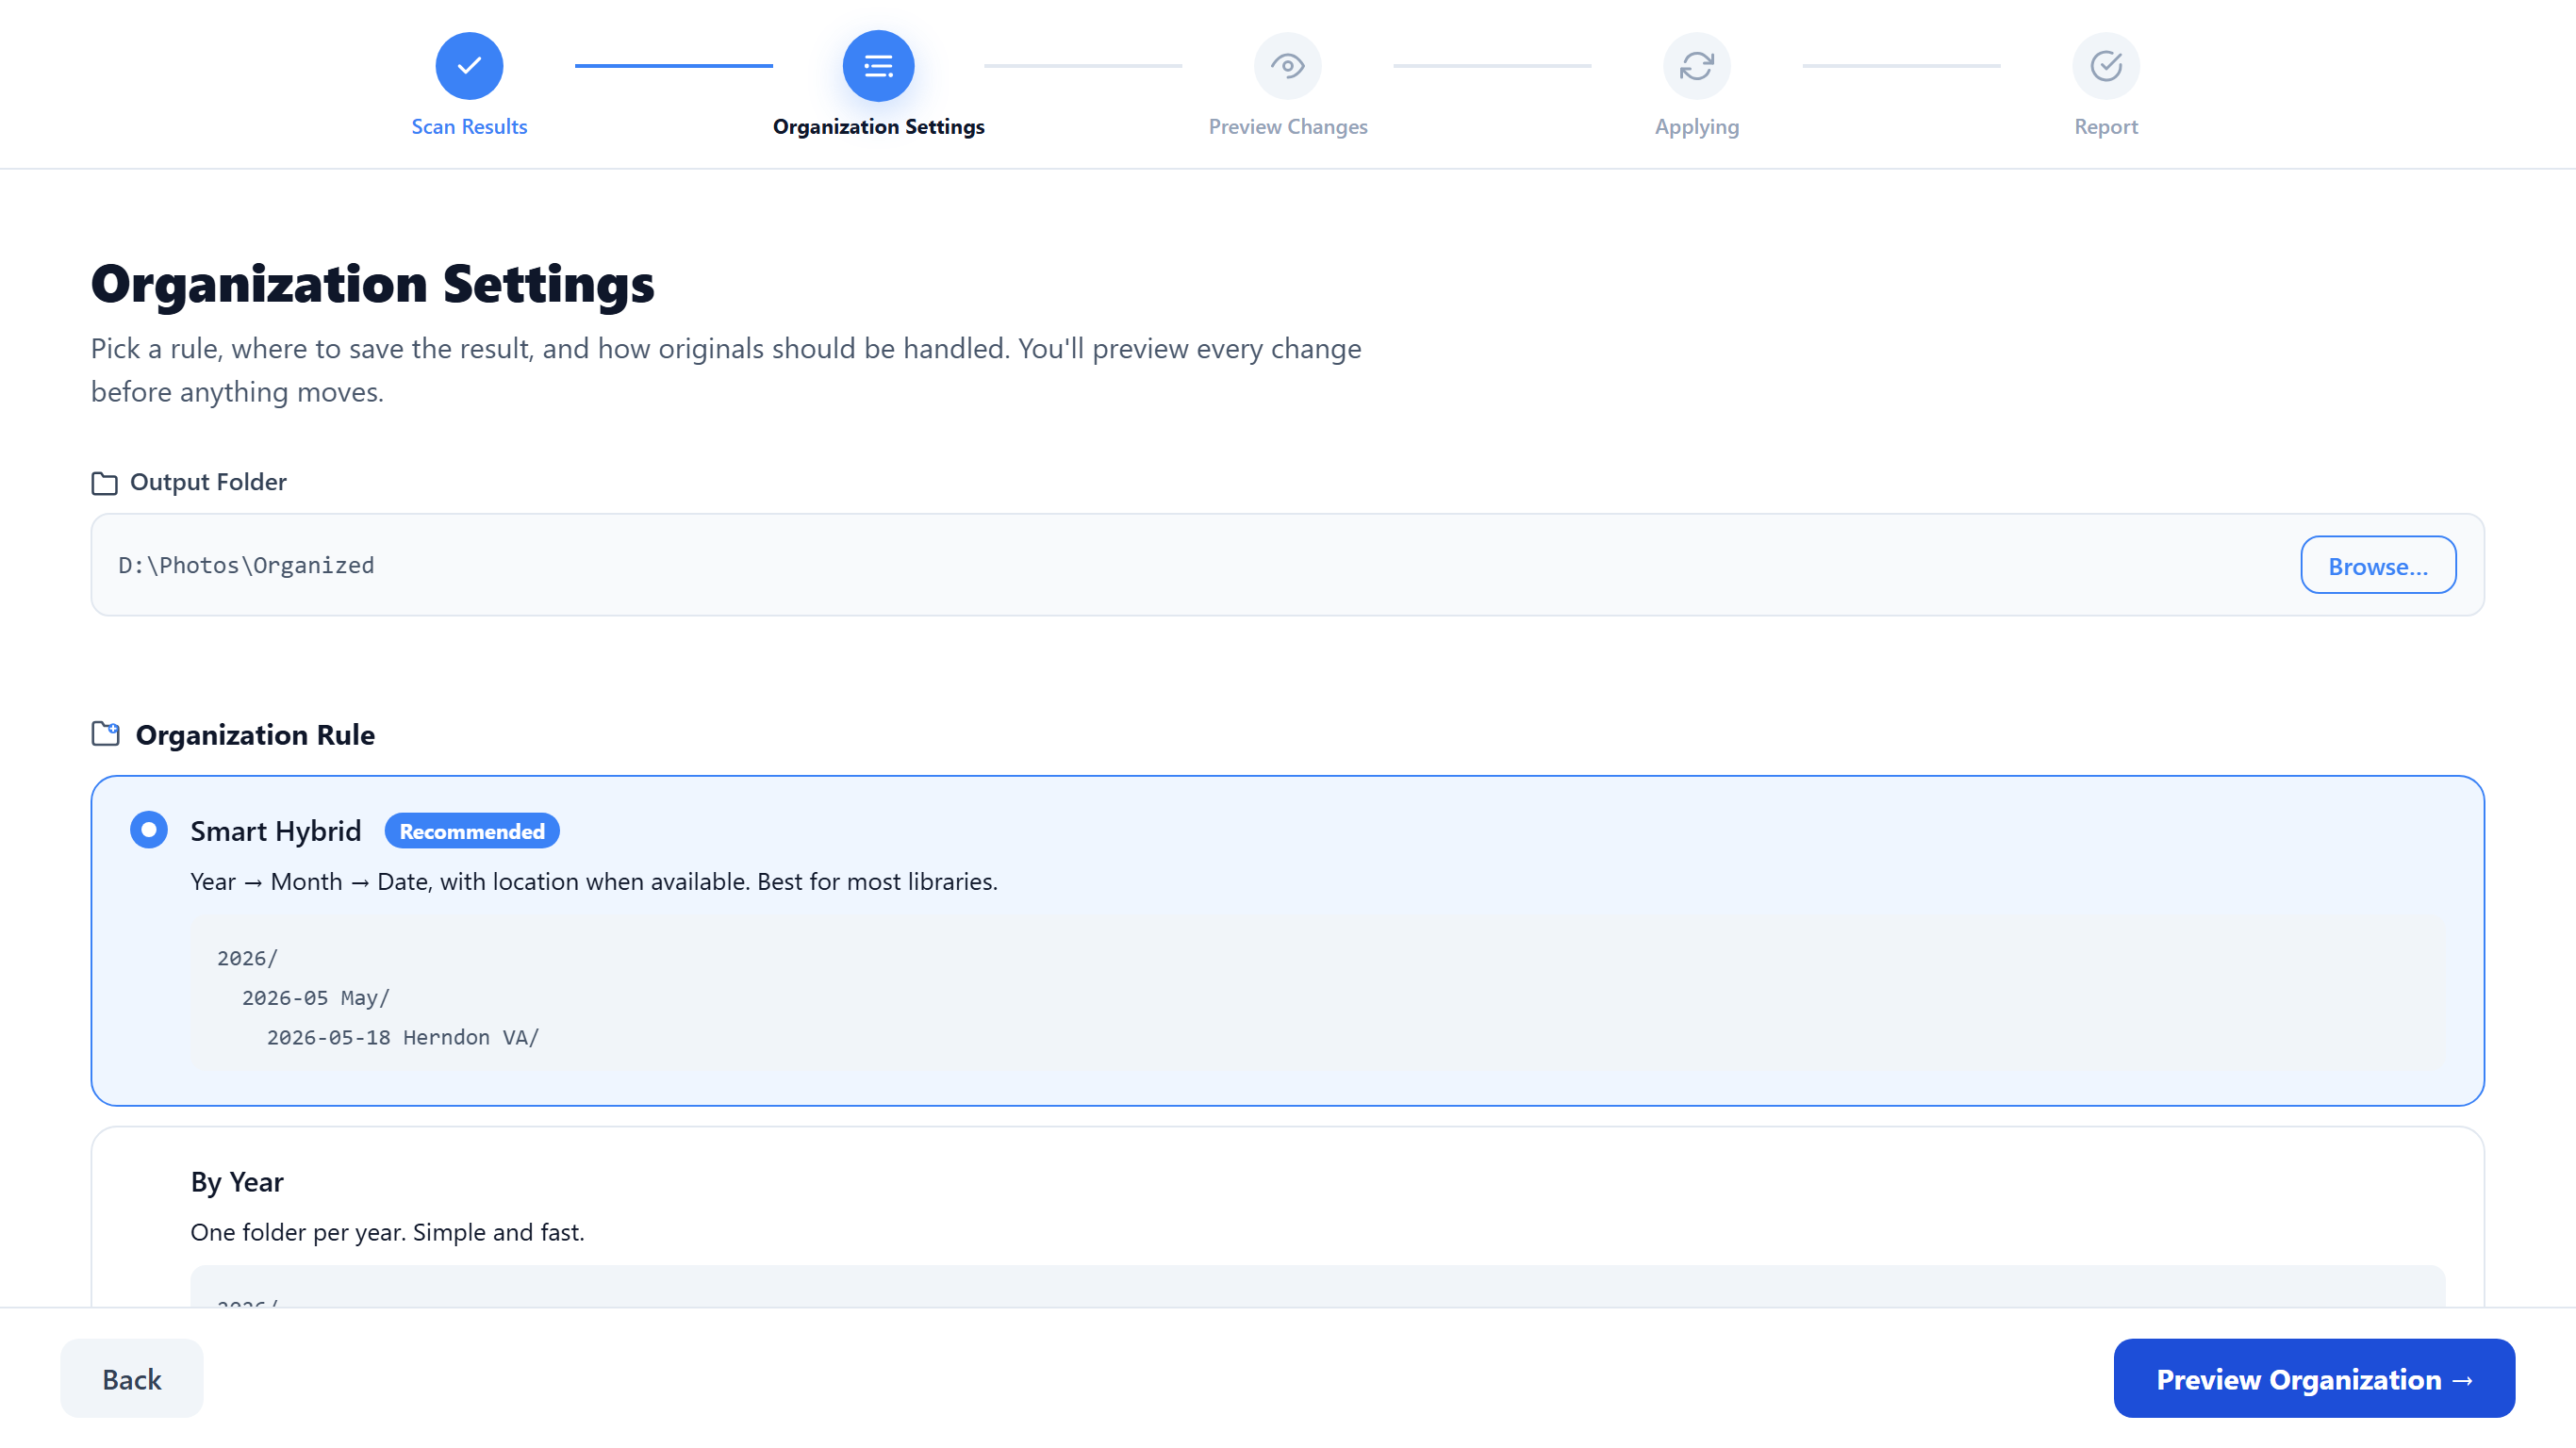 Scan Results
Organization Settings
Preview Changes
Applying
Report
Organization Settings
Pick a rule, where to save the result, and how originals should be handled. You'll preview every change
before anything moves.
Output Folder
D:\Photos\Organized
Browse...
Organization Rule
Smart Hybrid
Recommended
Year → Month → Date, with location when available. Best for most libraries.
2026/
2026-05 May/
2026-05-18 Herndon VA/
By Year
One folder per year. Simple and fast.
2026/
Back
Preview Organization →